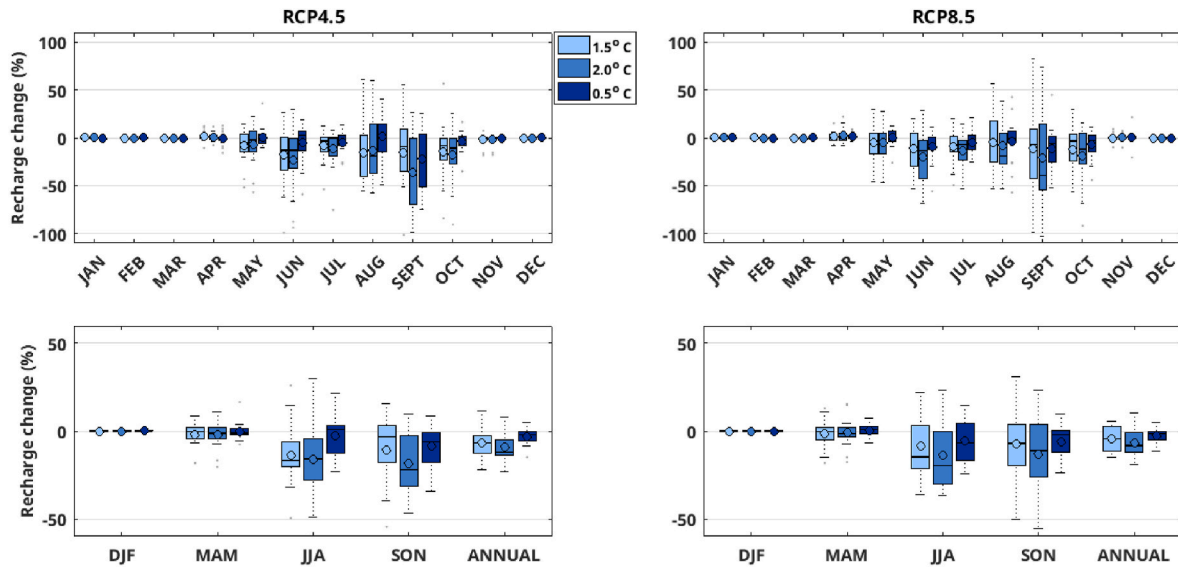 RCP4.5
RCP8.5
Recharge change (%)
100
50
0
-50
-100
JAN FEB MAR APR MAY JUN JUL AUG SEPT OCT NOV DEC
1.5° C
2.0° C
0.5° C
100
50
0
-50
-100
JAN FEB MAR APR MAY JUN JUL AUG SEPT OCT NOV DEC
Recharge change (%)
50
0
-50
DJF MAM JJA SON ANNUAL
50
0
-50
DJF MAM JJA SON ANNUAL